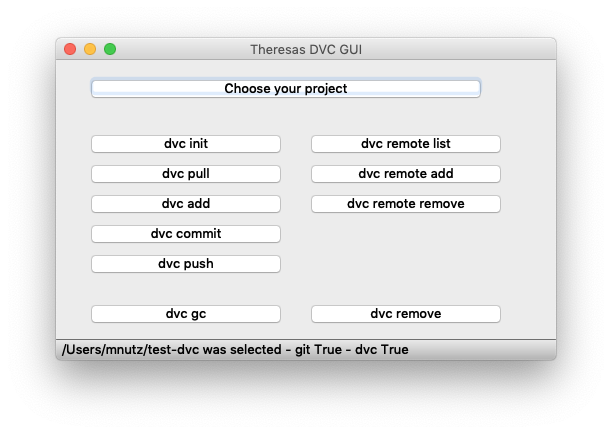 Theresas DVC GUI
Choose your project
dvc init
dvc remote list
dvc pull
dvc remote add
dvc add
dvc remote remove
dvc commit
dvc push
dvc gc
dvc remove
/Users/mnutz/test-dvc was selected - git True - dvc True